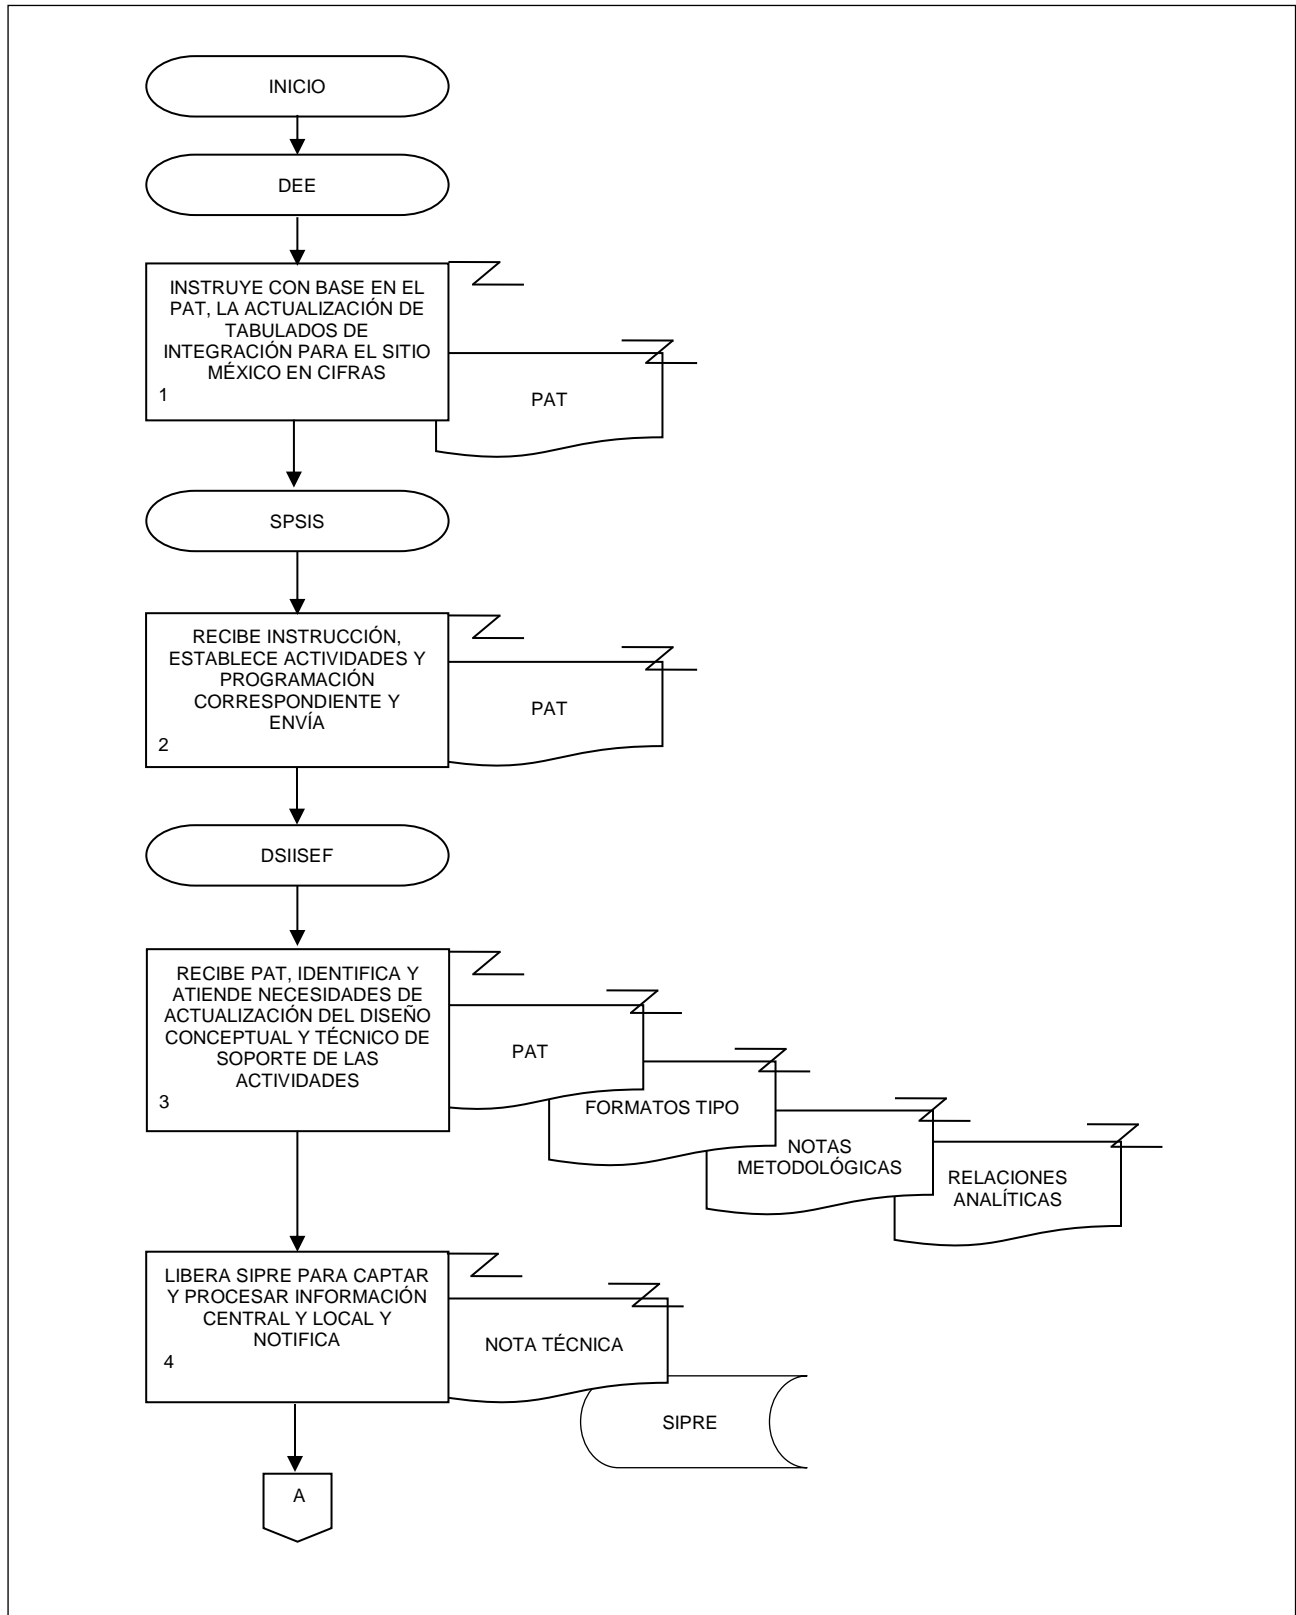 INICIO
DEE
INSTRUYE CON BASE EN EL
PAT, LA ACTUALIZACIÓN DE
TABULADOS DE
INTEGRACIÓN PARA EL SITIO
MÉXICO EN CIFRAS
1
PAT
SPSIS
RECIBE INSTRUCCIÓN,
ESTABLECE ACTIVIDADES Y
PROGRAMACIÓN
CORRESPONDIENTE Y
ENVÍA
2
PAT
DSIISEF
RECIBE PAT, IDENTIFICA Y
ATIENDE NECESIDADES DE
ACTUALIZACIÓN DEL DISEÑO
CONCEPTUAL Y TÉCNICO DE
SOPORTE DE LAS
ACTIVIDADES
3
PAT
FORMATOS TIPO
NOTAS
METODOLÓGICAS
RELACIONES
ANALÍTICAS
LIBERA SIPRE PARA CAPTAR
Y PROCESAR INFORMACIÓN
CENTRAL Y LOCAL Y
NOTIFICA
4
NOTA TÉCNICA
SIPRE
A